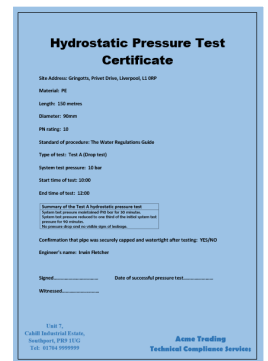 Hydrostatic Pressure Test
Certificate
Site Address: Gringotts, Privet Drive, Liverpool, L1 0RP
Material: PE
Length: 150 metres
Diameter: 90mm
PN rating: 10
Standard of procedure: The Water Regulations Guide
Type of test: Test A (Drop test)
System test pressure: 10 bar
Start time of test: 10:00
End time of test: 12:00
Summary of the Test A hydrostatic pressure test
System test pressure maintained P10 bar for 30 minutes.
System test pressure reduced to one third of the initial system test
pressure for 90 minutes.
No pressure drop and no visible signs of leakage.
Confirmation that pipe was securely capped and watertight after testing: YES/NO
Engineer's name: Irwin Fletcher
Signed.............................. Date of successful pressure test....................
Witnessed.........................
Unit 7,
Cahill Industrial Estate,
Southport, PR9 1UG
Tel: 01704 9999999
Acme Trading
Technical Compliance Services